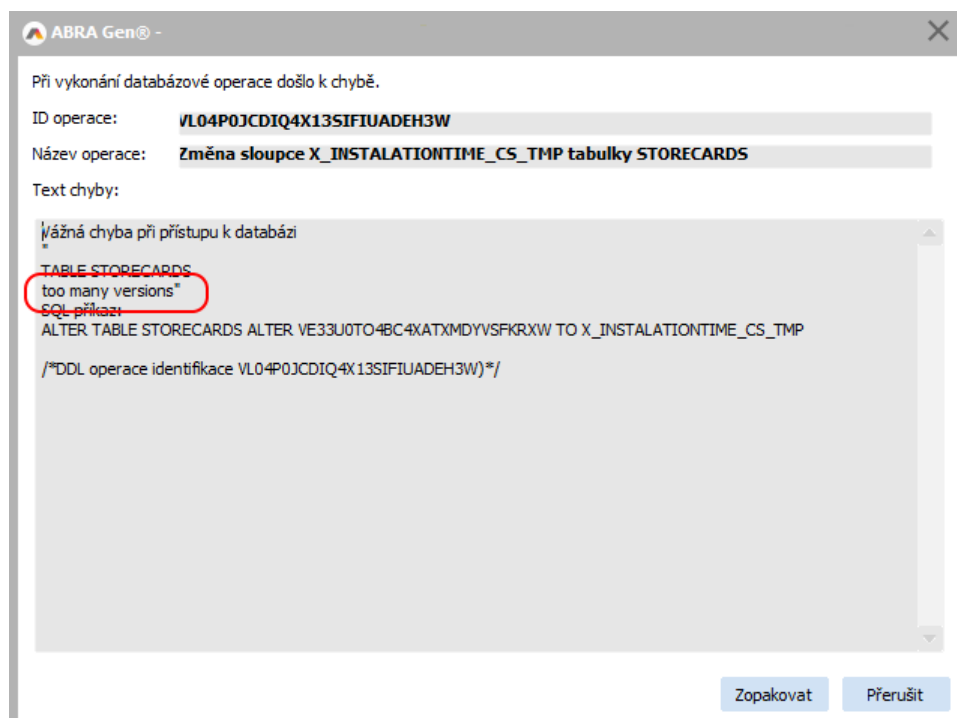 ABRA Gen® -
Při vykonání databázové operace došlo k chybě.
ID operace: VL04P0JCDIQ4X13SIFIUADEH3W
Název operace: Změna sloupce X_INSTALATIONTIME_CS_TMP tabulky STORECARDS
Text chyby:
Vážná chyba při přístupu k databázi
"
TABLE STORECARDS
too many versions"
SQL příkaz:
ALTER TABLE STORECARDS ALTER VE33U0TO4BC4XATXMDYVSFKRXW TO X_INSTALATIONTIME_CS_TMP
/*DDL operace identifikace VL04P0JCDIQ4X13SIFIUADEH3W)*/
Zopakovat Přerušit